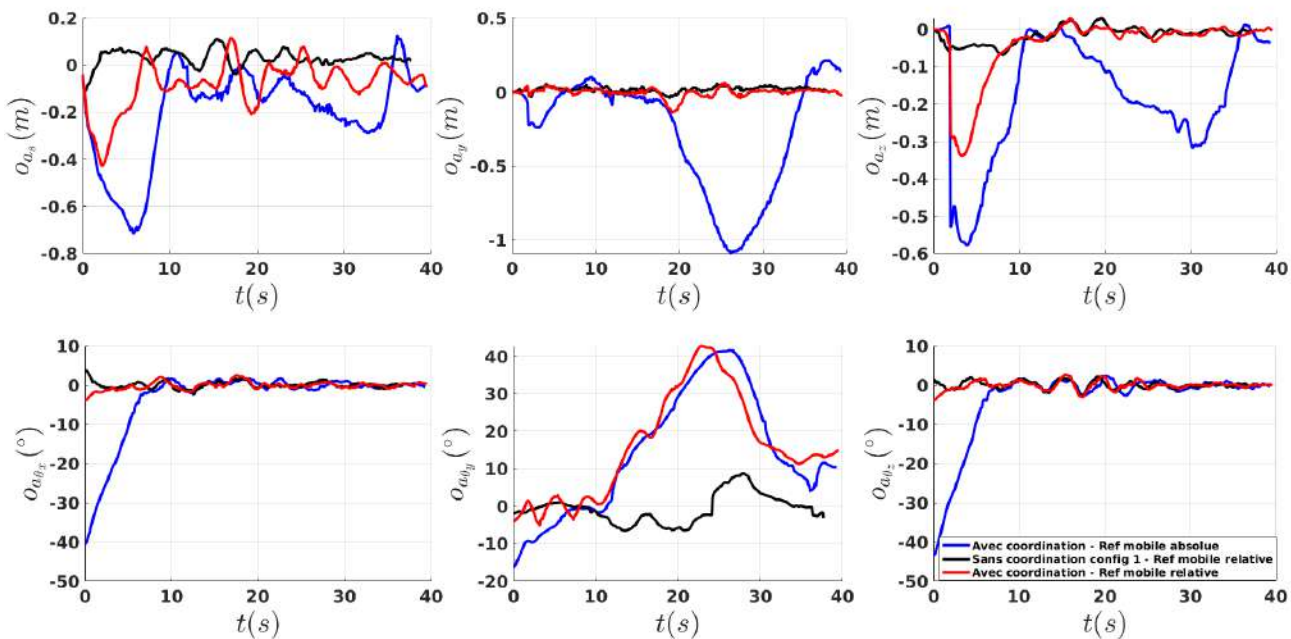 0.2
0
-0.2
-0.4
-0.6
0.8
0 10 20 30 40
t(s)
o_{a_s}(m)
0.5
0
-0.5
-1
0 10 20 30 40
t(s)
o_{a_y}(m)
0
-0.1
-0.2
-0.3
-0.4
-0.5
-0.6
0 10 20 30 40
t(s)
o_{a_z}(m)
10
0
-10
-20
-30
-40
-50
0 10 20 30 40
t(s)
o_{a_{θ_x}}(°)
40
30
20
10
0
-10
-20
0 10 20 30 40
t(s)
o_{a_{θ_y}}(°)
10
0
-10
-20
-30
-40
-50
0 10 20 30 40
t(s)
o_{a_{θ_z}}(°)
Avec coordination - Ref mobile absolue
Sans coordination config 1 - Ref mobile relative
Avec coordination - Ref mobile relative